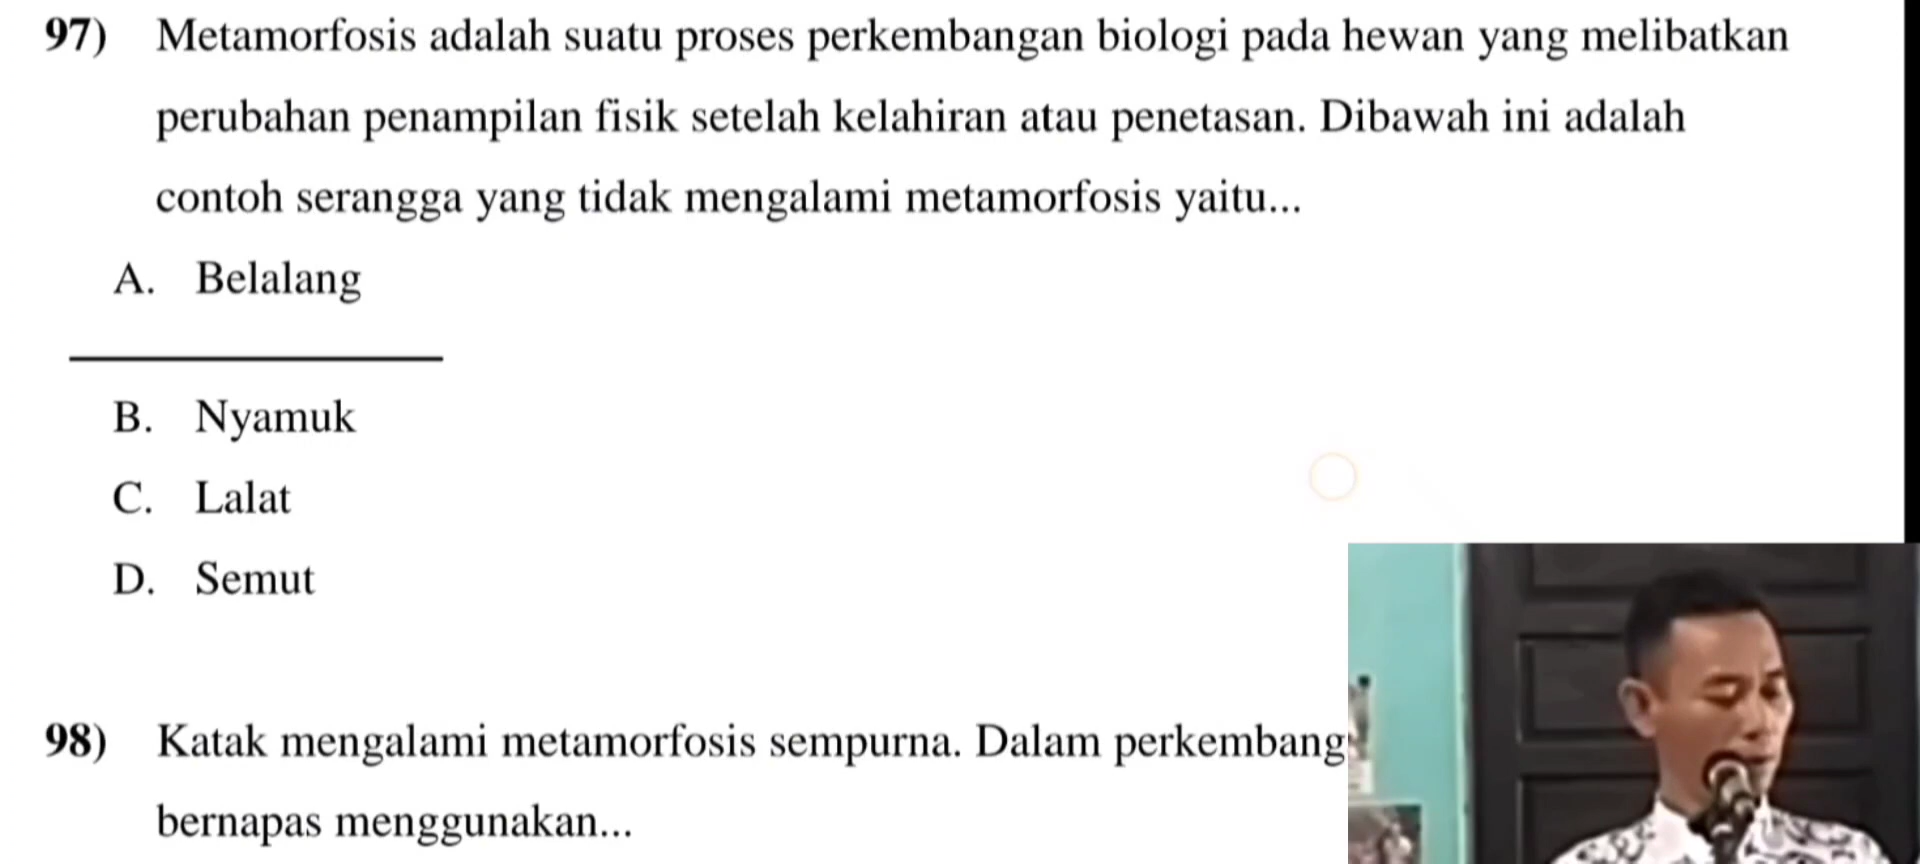 97) Metamorfosis adalah suatu proses perkembangan biologi pada hewan yang melibatkan
perubahan penampilan fisik setelah kelahiran atau penetasan. Dibawah ini adalah
contoh serangga yang tidak mengalami metamorfosis yaitu...
A. Belalang
B. Nyamuk
C. Lalat
D. Semut
98) Katak mengalami metamorfosis sempurna. Dalam perkembang
bernapas menggunakan...